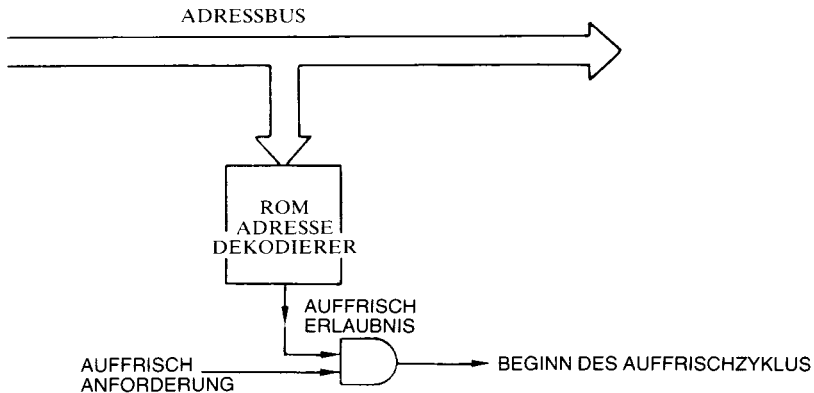 ADRESSBUS
ROM
ADRESSE
DEKODIERER
AUFFRISCH
ERLAUBNIS
AUFFRISCH
ANFORDERUNG
BEGINN DES AUFFRISCHZYKLUS